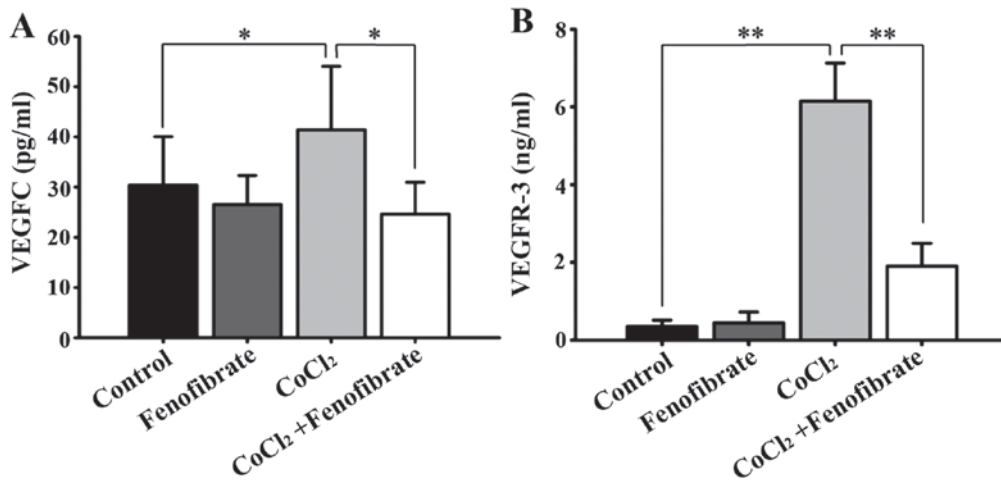 A
VEGFC (pg/ml)
60
50
40
30
20
10
0
* *
Control
Fenofibrate
CoCl₂
CoCl₂ +Fenofibrate
B
VEGFR-3 (ng/ml)
8
6
4
2
0
** **
Control
Fenofibrate
CoCl₂
CoCl₂ +Fenofibrate